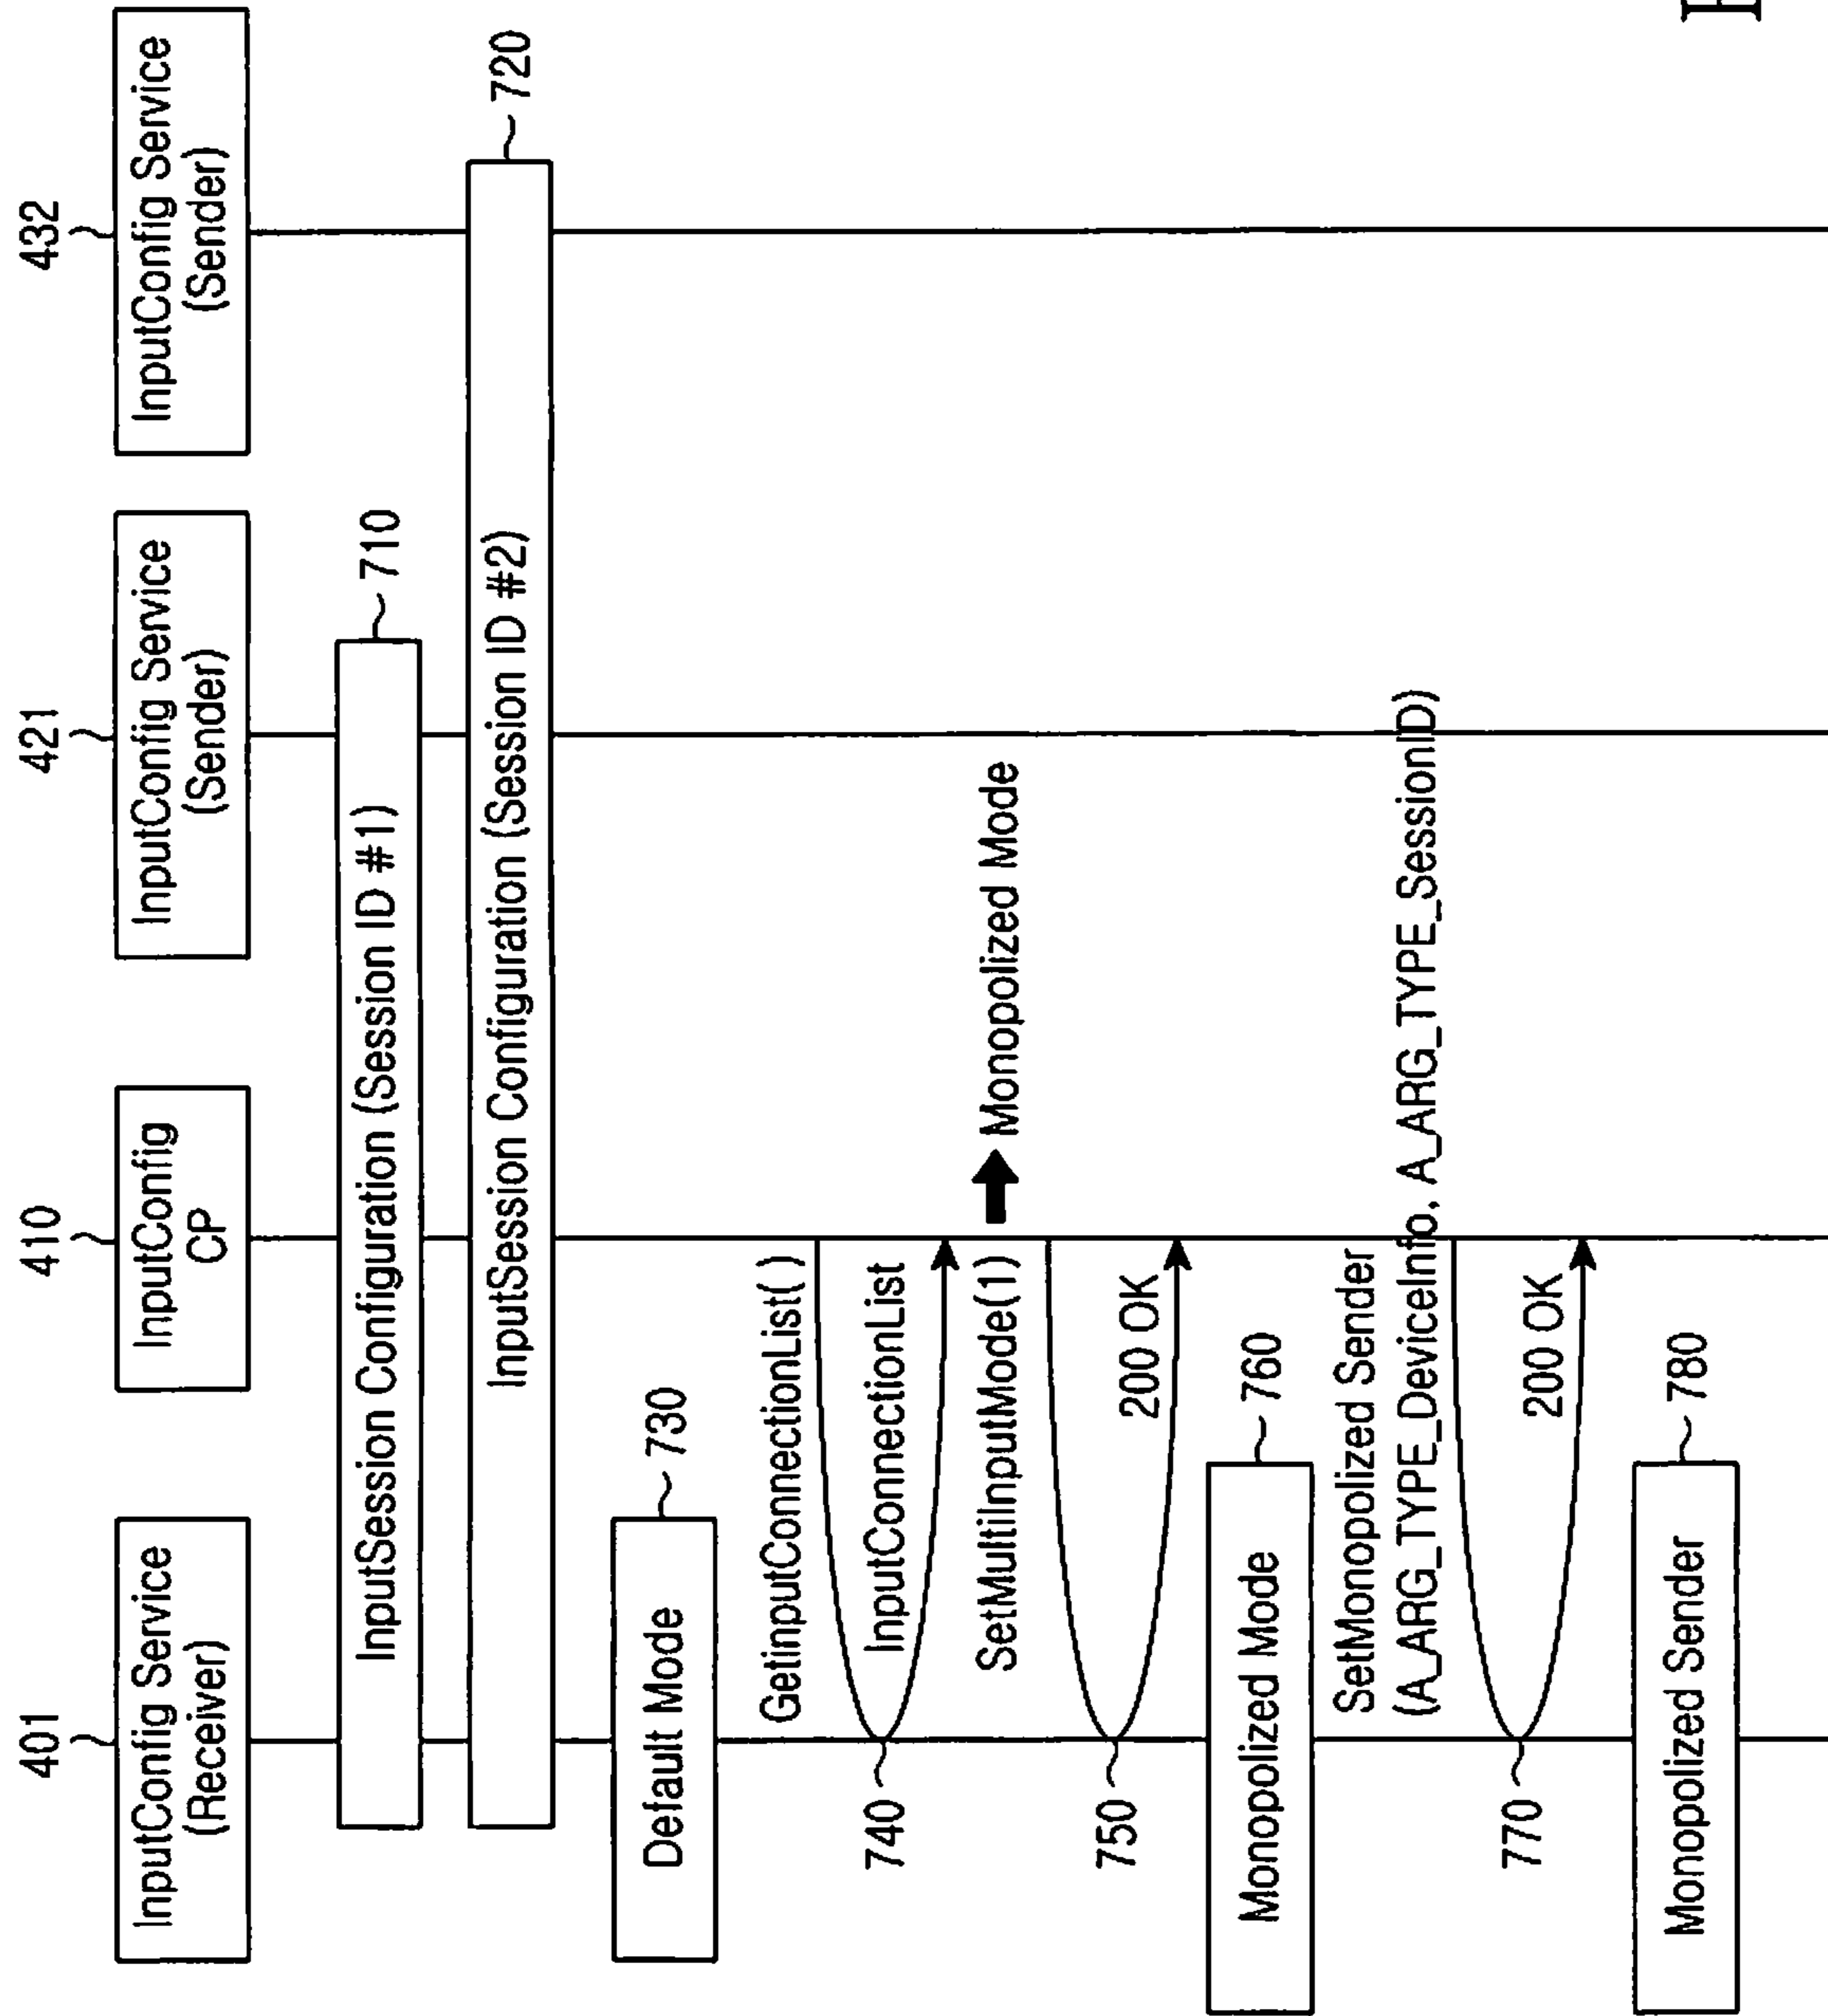 401
410
421
432
InputConfig Service
(Receiver)
InputConfig
CP
InputConfig Service
(Sender)
InputConfig Service
(Sender)
InputSession Configuration (Session ID #1)
710
InputSession Configuration (Session ID #2)
720
Default Mode
730
GetinputConnectionList( )
740
InputConnectionList
Monopolized Mode
SetMultiInputMode(1)
750
200 OK
Monopolized Mode
760
SetMonopolized Sender
(A_ARG_TYPE_DeviceInfo, A_ARG_TYPE_SessionID)
770
200 OK
Monopolized Sender
780